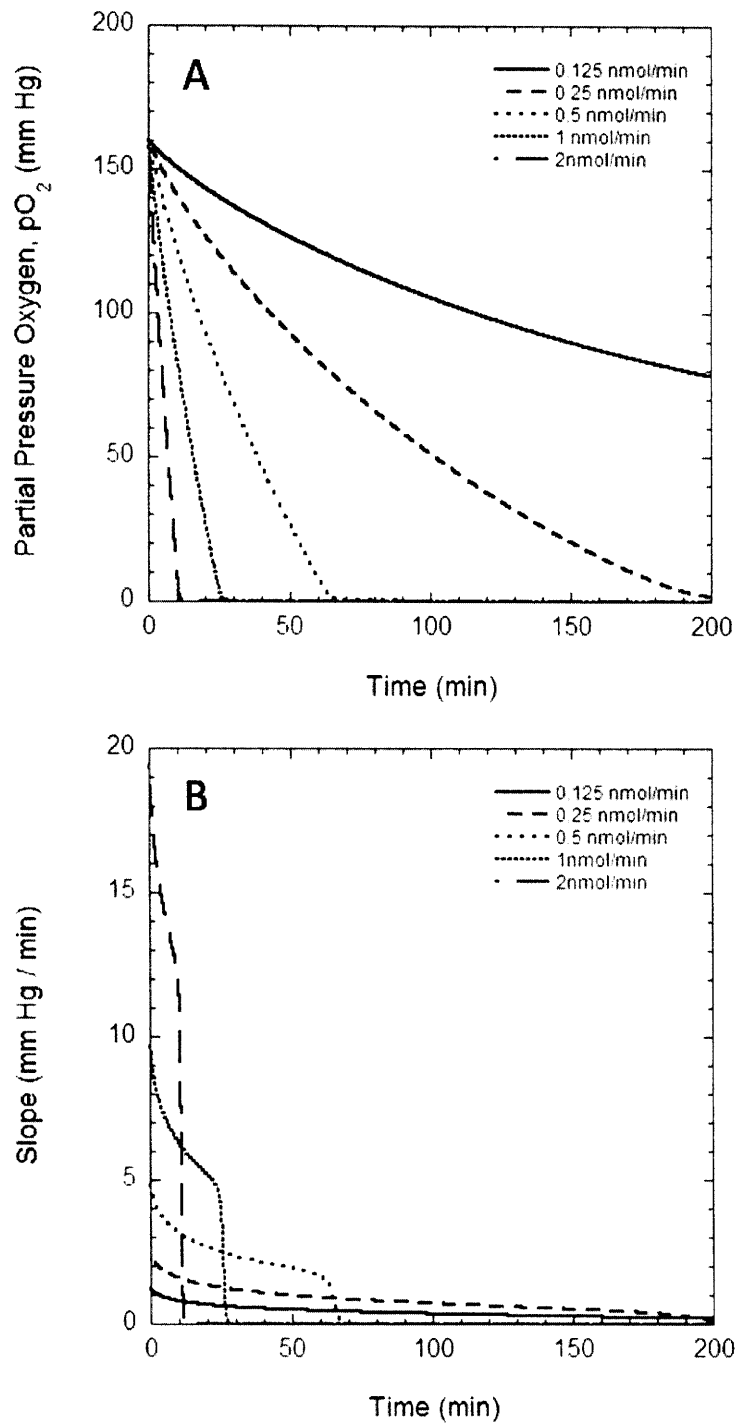 200
150
100
50
0
Partial Pressure Oxygen, pO2 (mm Hg)
A
0.125 nmol/min
0.25 nmol/min
0.5 nmol/min
1 nmol/min
2nmol/min
0 50 100 150 200
Time (min)
20
15
10
5
0
Slope (mm Hg / min)
B
0.125 nmol/min
0.25 nmol/min
0.5 nmol/min
1nmol/min
2nmol/min
0 50 100 150 200
Time (min)